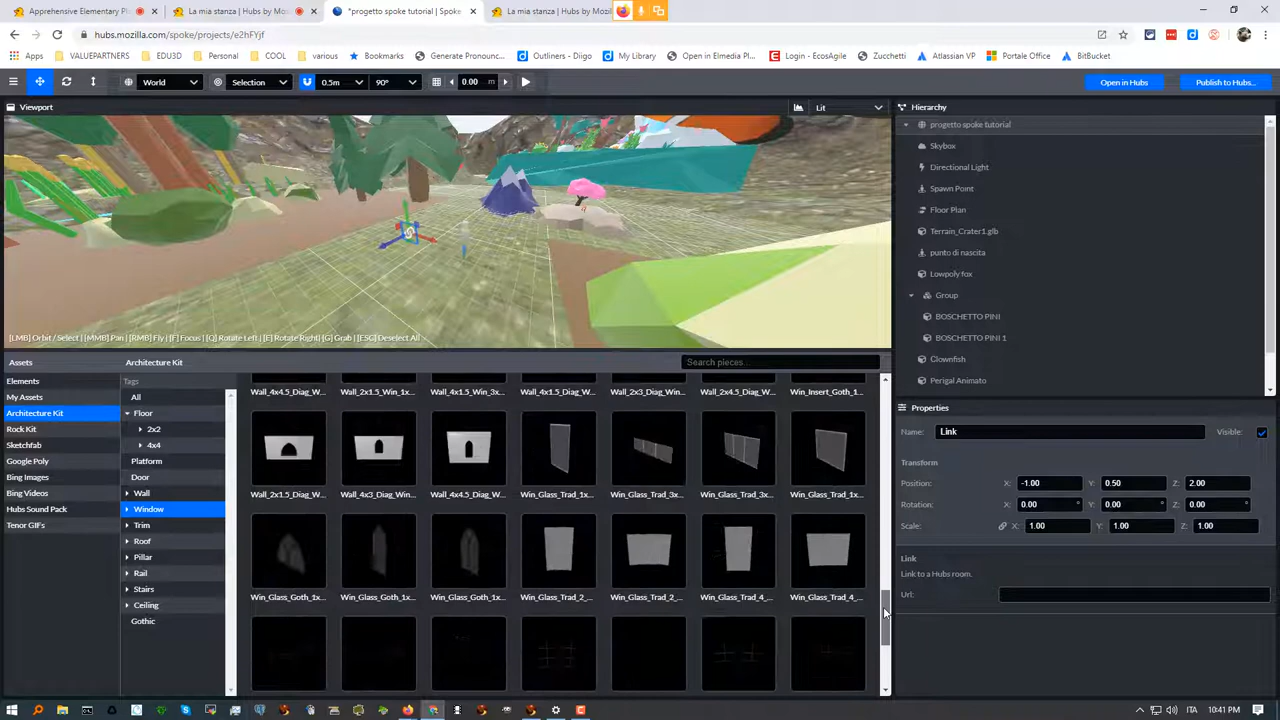 Apprehensive Elementary Pl
La mia stanza | Hubs by Mo
*progetto spoke tutorial | Spoke
La mia stanza | Hubs by Mozill
hubs.mozilla.com/spoke/projects/e2hFYjf
Apps
VALUEPARTNERS
EDU3D
COOL
various
Bookmarks
Generate Pronounc...
Outliners - Diigo
My Library
Open in Elmedia Pl...
Login - EcosAgile
Zucchetti
Atlassian VP
Portale Office
BitBucket
World
Selection
0.5m
90°
0.00 m
Open in Hubs
Publish to Hubs...
Viewport
Lit
[LMB] Orbit / Select | [MMB] Pan | [RMB] Fly | [F] Focus | [Q] Rotate Left | [E] Rotate Right | [G] Grab | [ESC] Deselect All
Hierarchy
progetto spoke tutorial
Skybox
Directional Light
Spawn Point
Floor Plan
Terrain_Crater1.glb
punto di nascita
Lowpoly fox
Group
BOSCHETTO PINI
BOSCHETTO PINI 1
Clownfish
Perigal Animato
Assets
Elements
My Assets
Architecture Kit
Rock Kit
Sketchfab
Google Poly
Bing Images
Bing Videos
Hubs Sound Pack
Tenor GIFs
Architecture Kit
Search pieces...
Tags
All
Floor
2x2
4x4
Platform
Door
Wall
Window
Trim
Roof
Pillar
Rail
Stairs
Ceiling
Gothic
Wall_4x4.5_Diag_W...
Wall_2x1.5_Win_1x...
Wall_4x1.5_Win_3x...
Wall_4x1.5_Diag_W...
Wall_2x3_Diag_Win...
Wall_2x4.5_Diag_W...
Win_Insert_Goth_1...
Wall_2x1.5_Diag_W...
Wall_4x3_Diag_Win...
Wall_4x4.5_Diag_W...
Win_Glass_Trad_1x...
Win_Glass_Trad_3x...
Win_Glass_Trad_3x...
Win_Glass_Trad_1x...
Win_Glass_Goth_1x...
Win_Glass_Goth_1x...
Win_Glass_Goth_1x...
Win_Glass_Trad_2_...
Win_Glass_Trad_2_...
Win_Glass_Trad_4_...
Win_Glass_Trad_4_...
Properties
Name: Link
Visible:
Transform
Position: X: -1.00 Y: 0.50 Z: 2.00
Rotation: X: 0.00 ° Y: 0.00 ° Z: 0.00 °
Scale: X: 1.00 Y: 1.00 Z: 1.00
Link
Link to a Hubs room.
Url:
ITA
10:41 PM